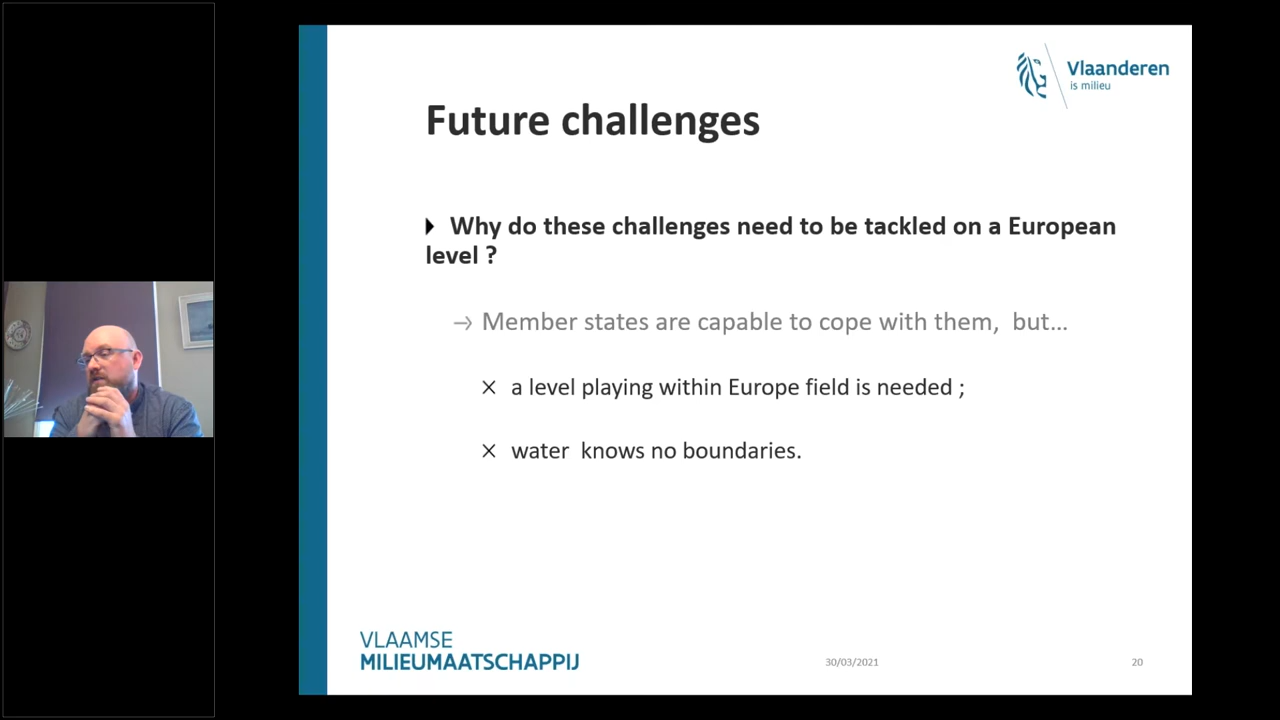 Vlaanderen
is milieu
Future challenges
Why do these challenges need to be tackled on a European
level ?
→ Member states are capable to cope with them, but...
× a level playing within Europe field is needed ;
× water knows no boundaries.
VLAAMSE
MILIEUMAATSCHAPPIJ
30/03/2021
20